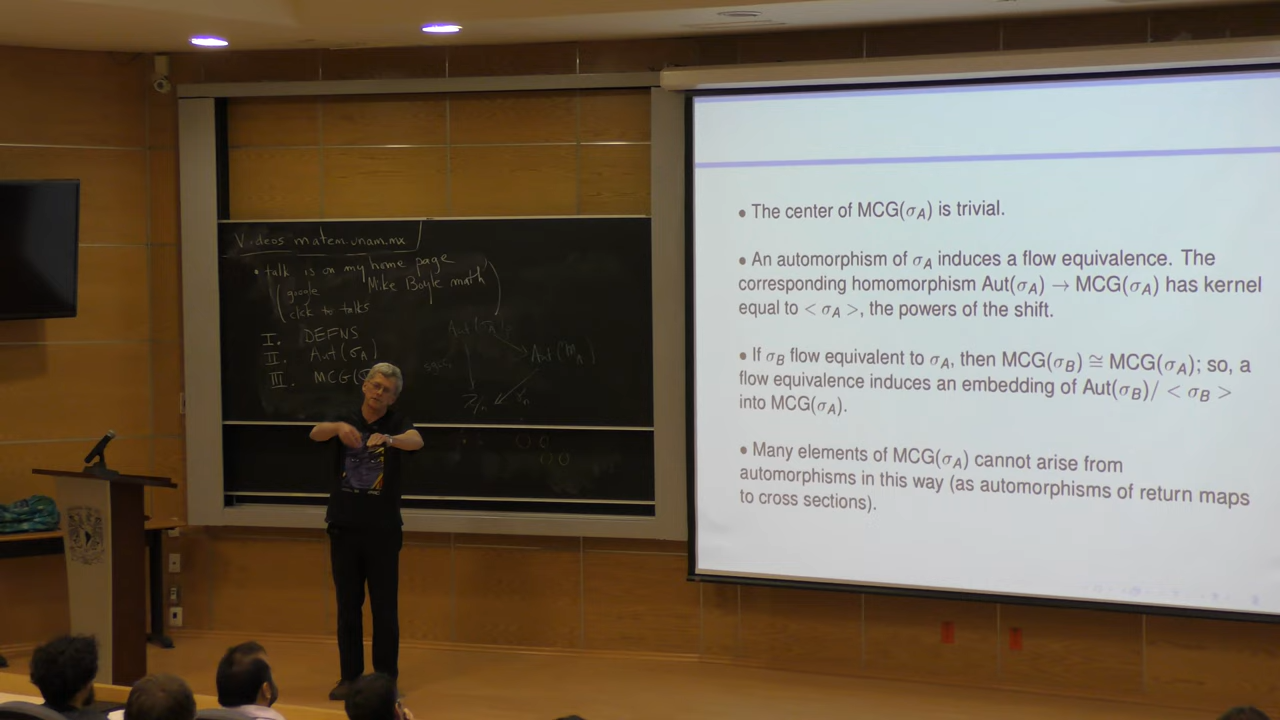 Videos matem.unam.mx
• talk is on my home page
(google Mike Boyle math)
click to talks
I. DEFNS
II. Aut(σ_A)
III. MCG(
Aut(σ_A)
Aut(M_A)
Z/n
• The center of MCG(σ_A) is trivial.
• An automorphism of σ_A induces a flow equivalence. The
corresponding homomorphism Aut(σ_A) → MCG(σ_A) has kernel
equal to < σ_A >, the powers of the shift.
• If σ_B flow equivalent to σ_A, then MCG(σ_B) ≅ MCG(σ_A); so, a
flow equivalence induces an embedding of Aut(σ_B)/ < σ_B >
into MCG(σ_A).
• Many elements of MCG(σ_A) cannot arise from
automorphisms in this way (as automorphisms of return maps
to cross sections).